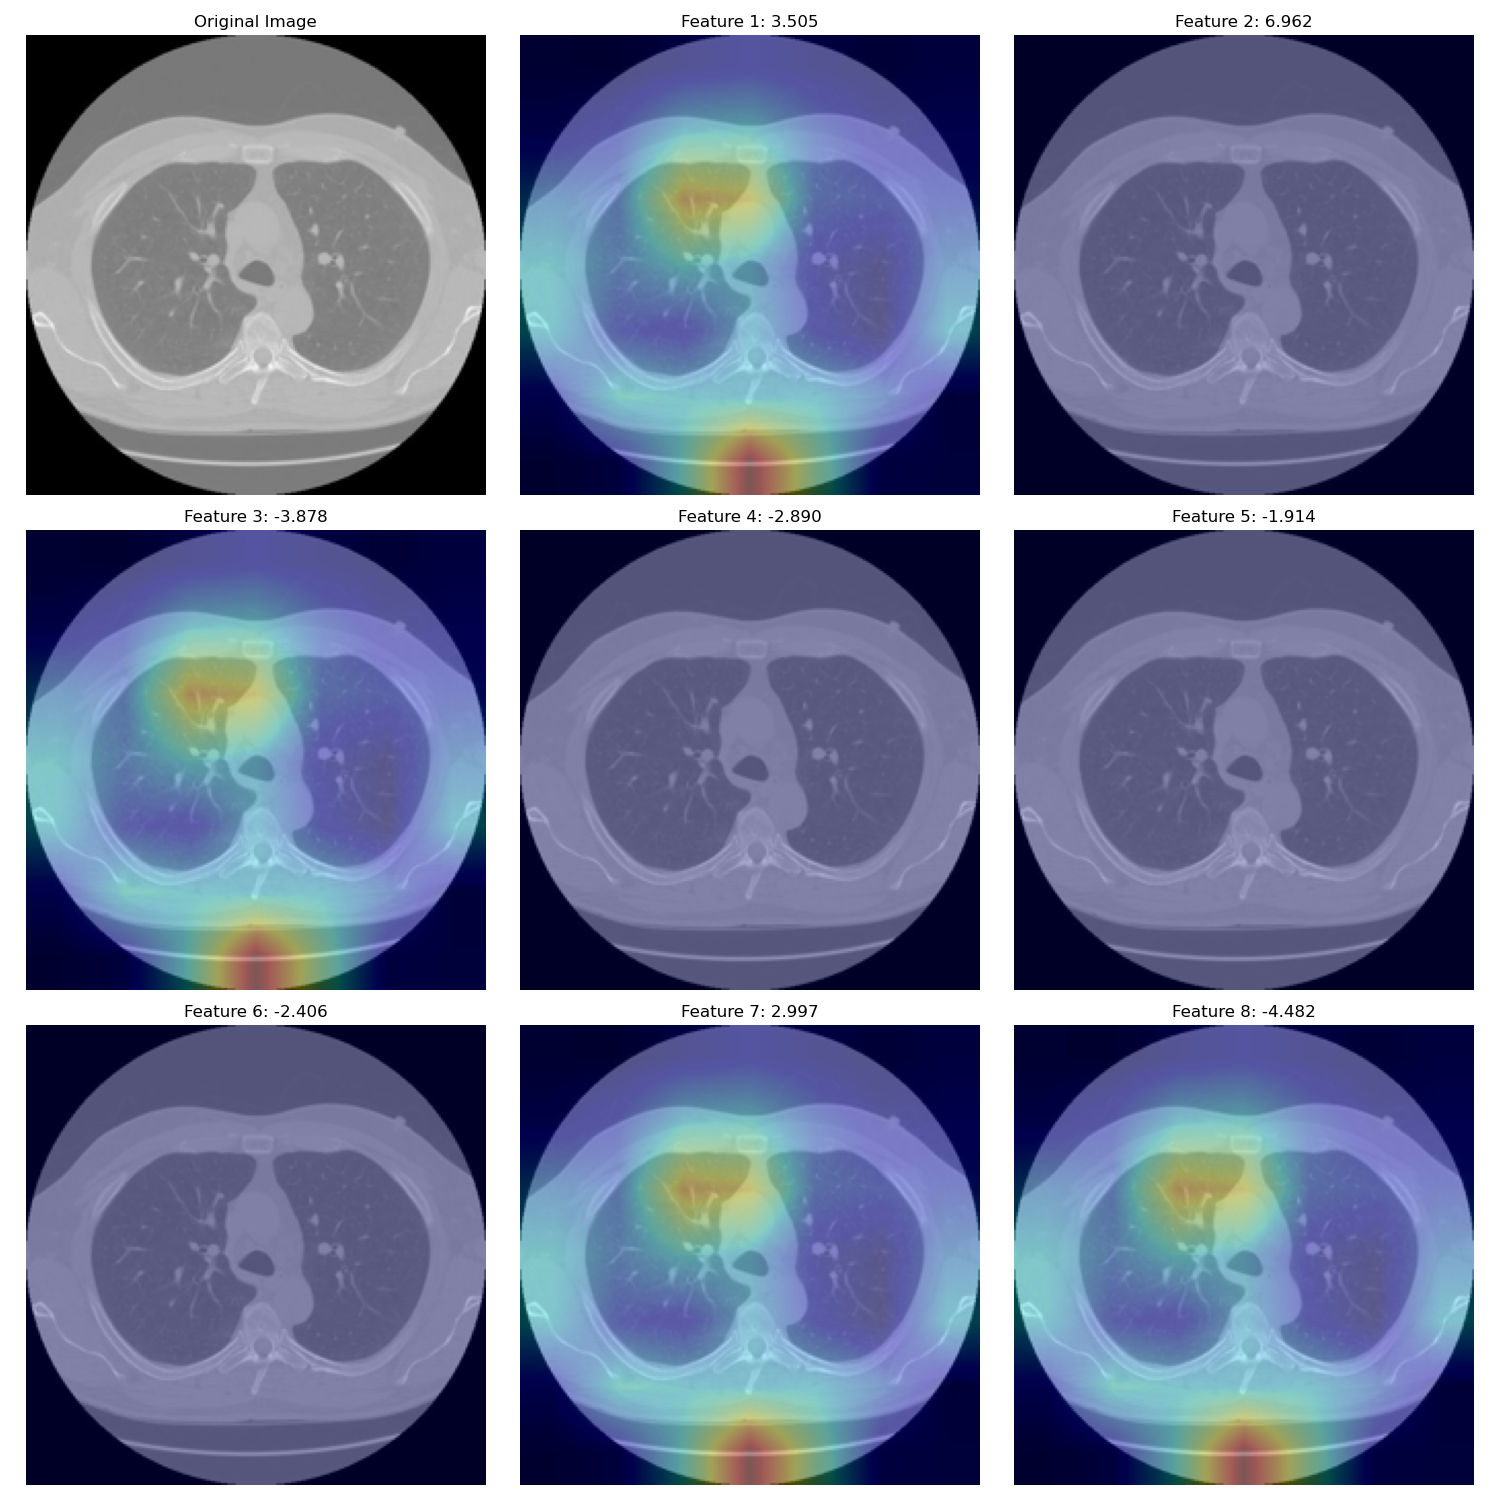 Original Image
Feature 1: 3.505
Feature 2: 6.962
Feature 3: -3.878
Feature 4: -2.890
Feature 5: -1.914
Feature 6: -2.406
Feature 7: 2.997
Feature 8: -4.482